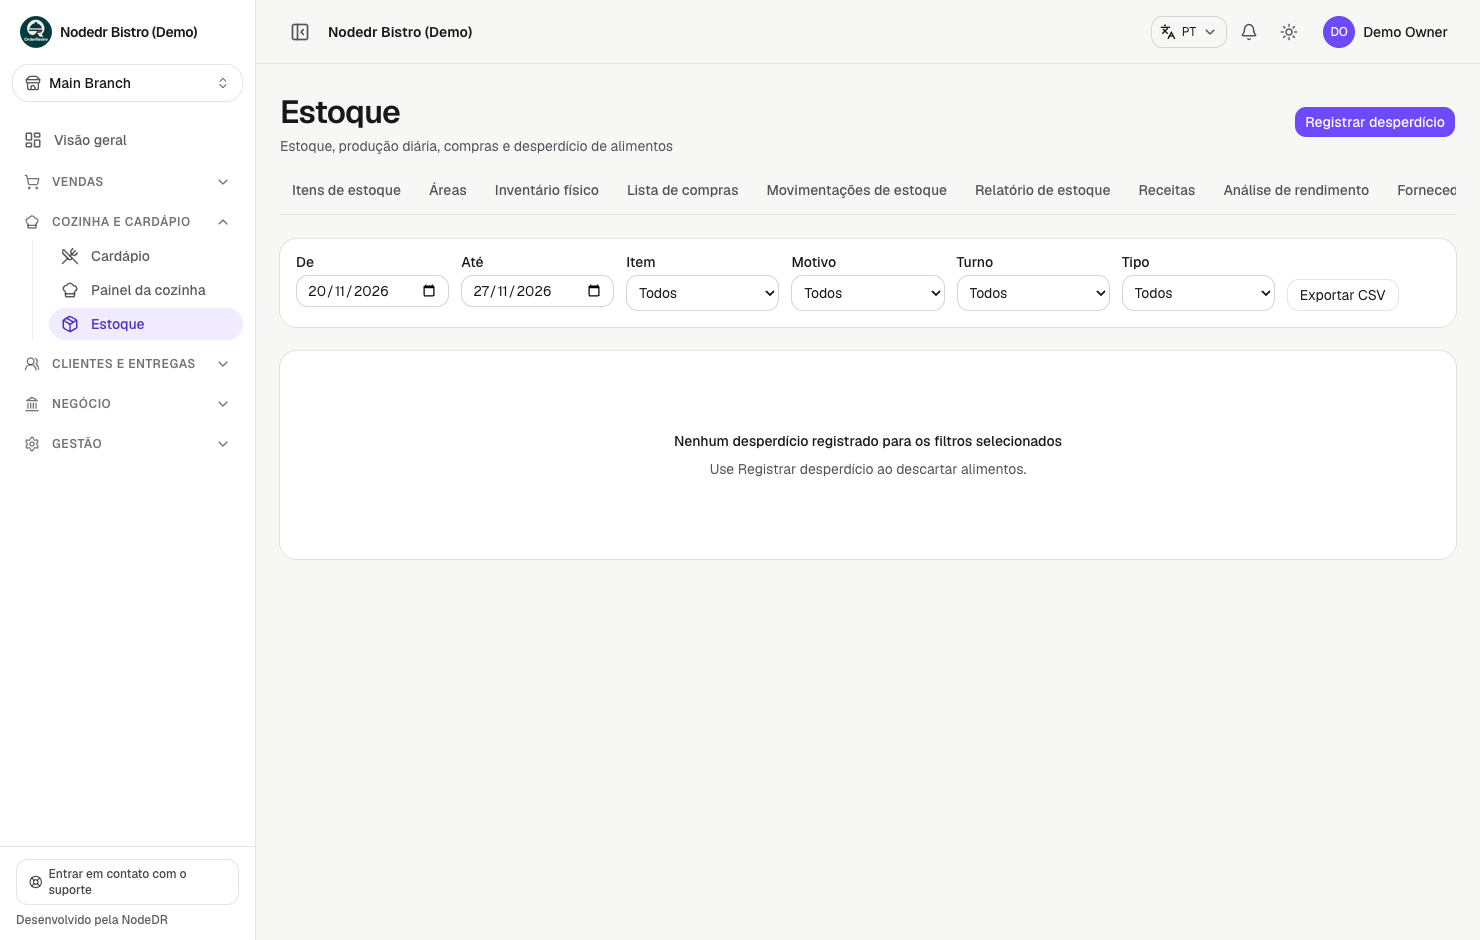 Nodedr Bistro (Demo)
Main Branch
Visão geral
VENDAS
COZINHA E CARDÁPIO
Cardápio
Painel da cozinha
Estoque
CLIENTES E ENTREGAS
NEGÓCIO
GESTÃO
Entrar em contato com o
suporte
Desenvolvido pela NodeDR
Nodedr Bistro (Demo)
PT
DO
Demo Owner
Estoque
Estoque, produção diária, compras e desperdício de alimentos
Registrar desperdício
Itens de estoque Áreas Inventário físico Lista de compras Movimentações de estoque Relatório de estoque Receitas Análise de rendimento Forneced
De Até Item Motivo Turno Tipo
20/11/2026 27/11/2026 Todos Todos Todos Todos Exportar CSV
Nenhum desperdício registrado para os filtros selecionados
Use Registrar desperdício ao descartar alimentos.